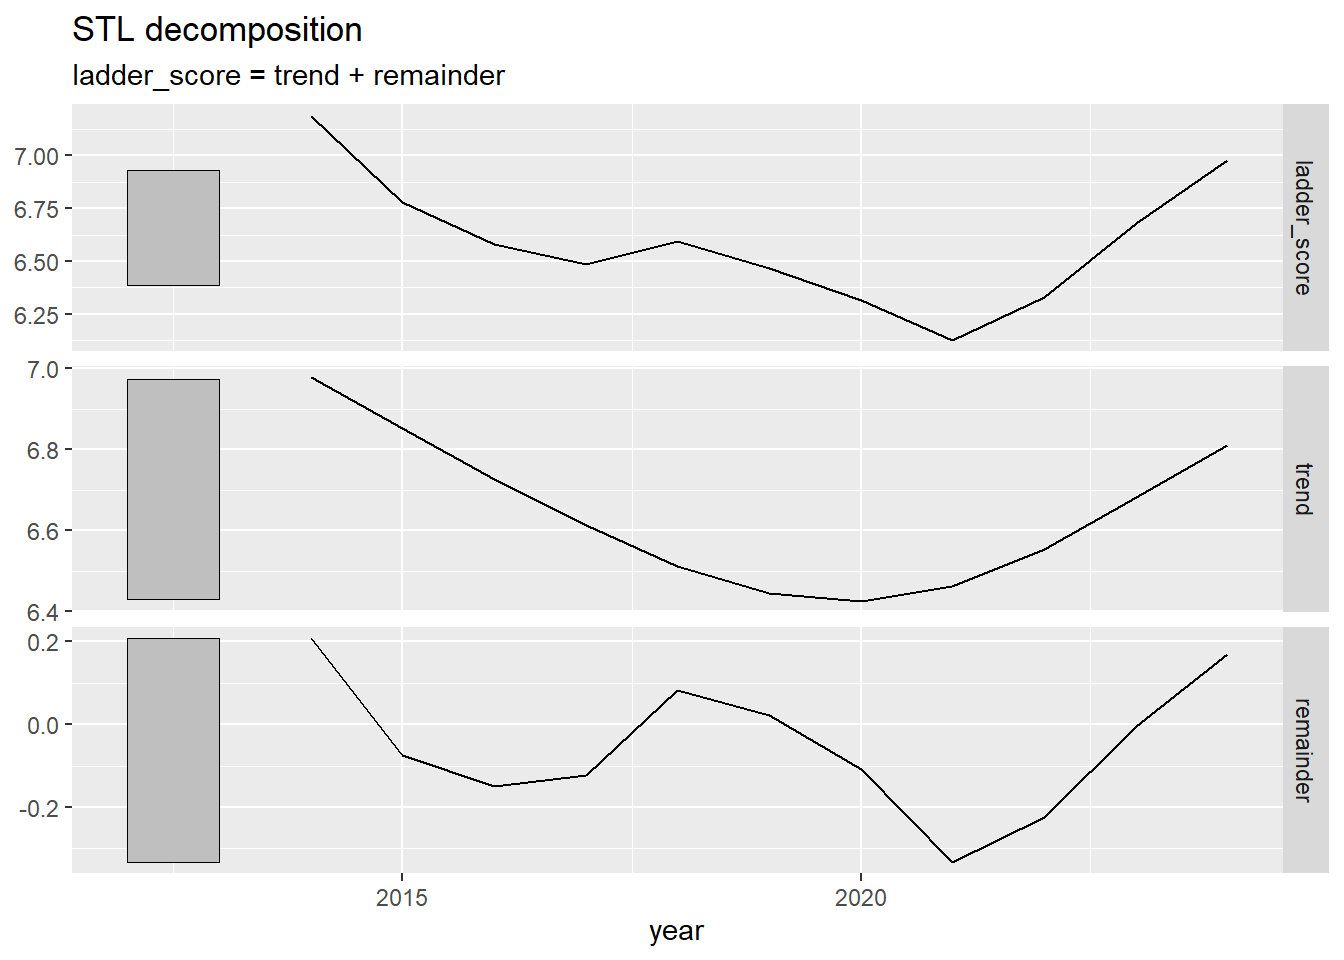 STL decomposition
ladder_score = trend + remainder
7.00
6.75
6.50
6.25
ladder_score
7.0
6.8
6.6
6.4
trend
0.2
0.0
-0.2
remainder
2015
2020
year